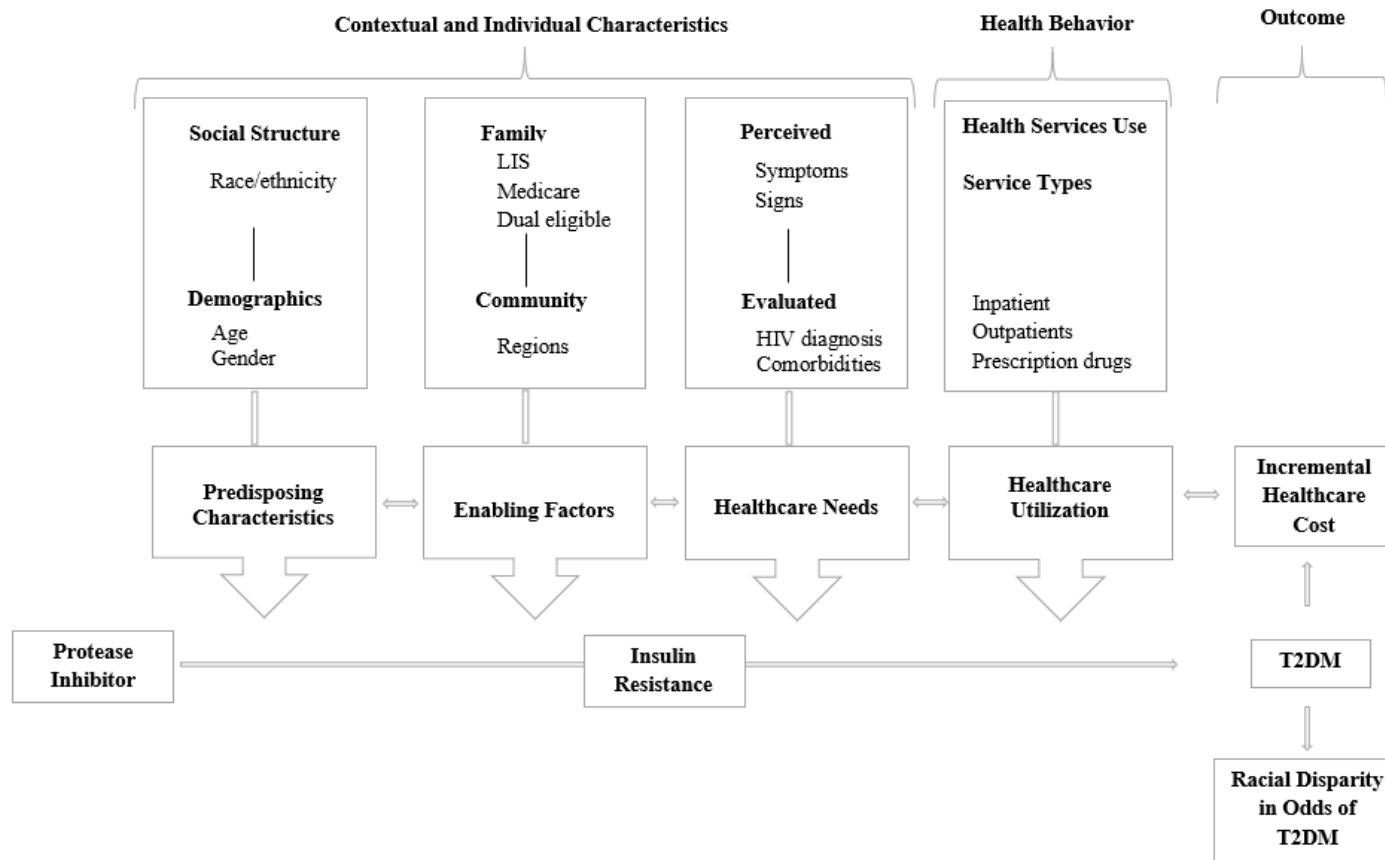 Contextual and Individual Characteristics
Health Behavior
Outcome
Social Structure
Race/ethnicity
Demographics
Age
Gender
Family
LIS
Medicare
Dual eligible
Community
Regions
Perceived
Symptoms
Signs
Evaluated
HIV diagnosis
Comorbidities
Health Services Use
Service Types
Inpatient
Outpatients
Prescription drugs
Predisposing
Characteristics
Enabling Factors
Healthcare Needs
Healthcare
Utilization
Incremental
Healthcare
Cost
Protease
Inhibitor
Insulin
Resistance
T2DM
Racial Disparity
in Odds of
T2DM